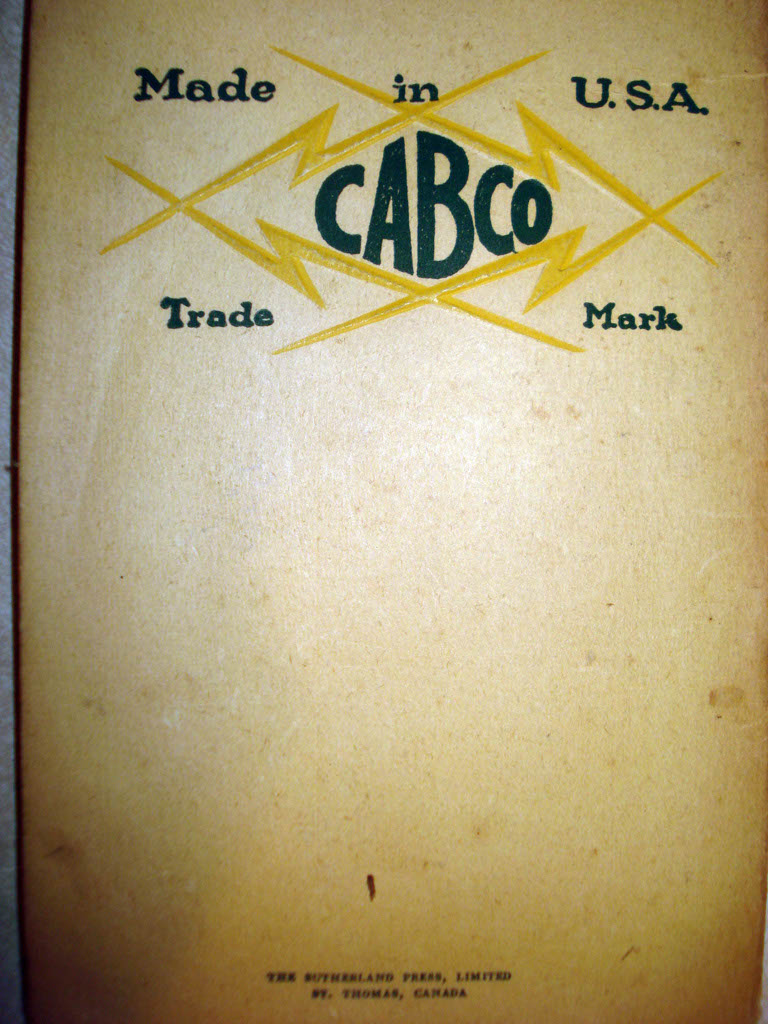 Made in U.S.A.
CABCO
Trade Mark
THE SUTHERLAND PRESS, LIMITED
ST. THOMAS, CANADA